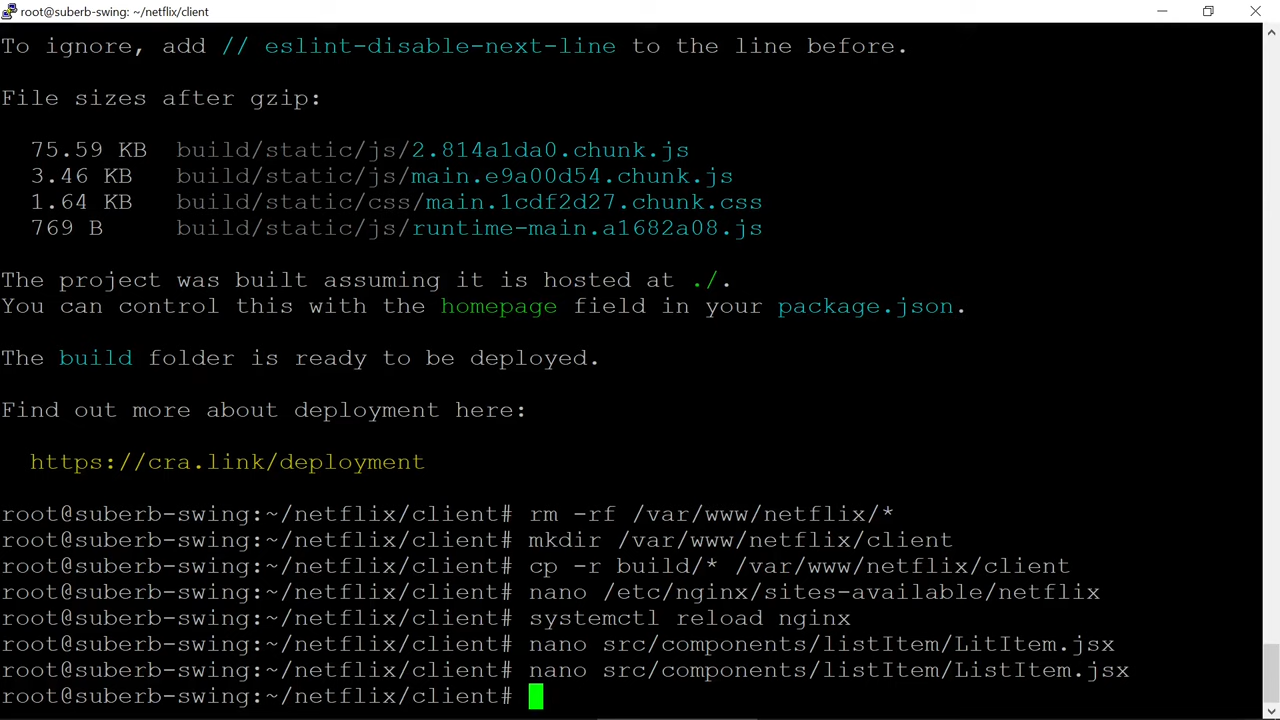 root@suberb-swing: ~/netflix/client
To ignore, add // eslint-disable-next-line to the line before.
File sizes after gzip:
75.59 KB build/static/js/2.814a1da0.chunk.js
3.46 KB build/static/js/main.e9a00d54.chunk.js
1.64 KB build/static/css/main.1cdf2d27.chunk.css
769 B build/static/js/runtime-main.a1682a08.js
The project was built assuming it is hosted at ./.
You can control this with the homepage field in your package.json.
The build folder is ready to be deployed.
Find out more about deployment here:
https://cra.link/deployment
root@suberb-swing:~/netflix/client# rm -rf /var/www/netflix/*
root@suberb-swing:~/netflix/client# mkdir /var/www/netflix/client
root@suberb-swing:~/netflix/client# cp -r build/* /var/www/netflix/client
root@suberb-swing:~/netflix/client# nano /etc/nginx/sites-available/netflix
root@suberb-swing:~/netflix/client# systemctl reload nginx
root@suberb-swing:~/netflix/client# nano src/components/listItem/LitItem.jsx
root@suberb-swing:~/netflix/client# nano src/components/listItem/ListItem.jsx
root@suberb-swing:~/netflix/client#